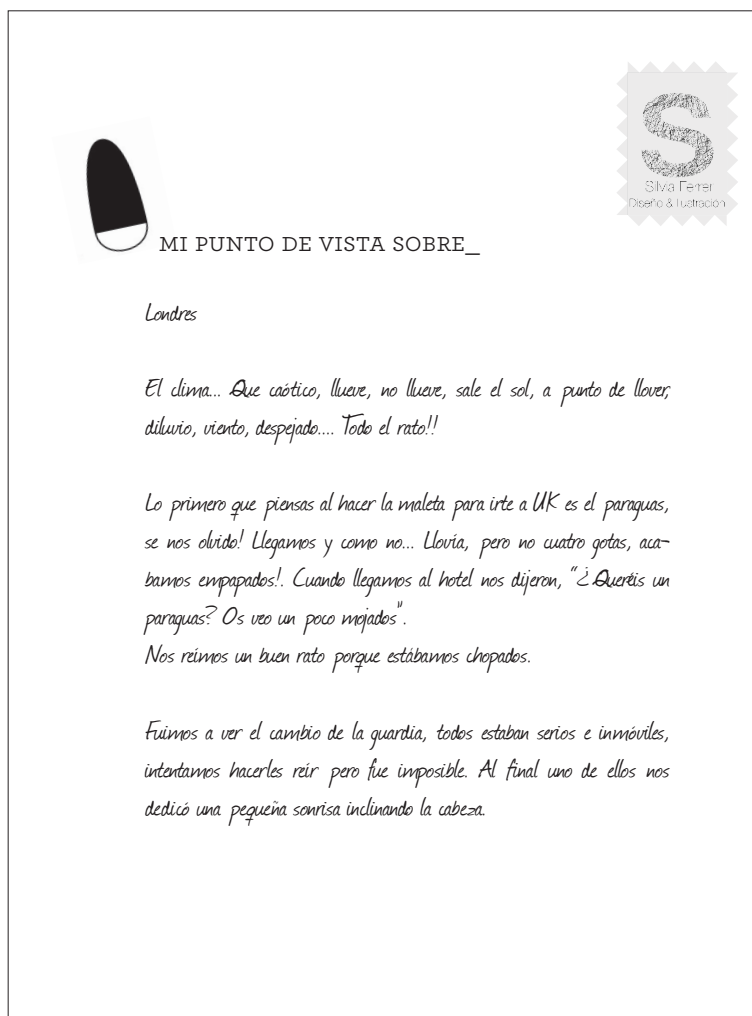 S
Silvia Ferrer
Diseño & Ilustración
MI PUNTO DE VISTA SOBRE_
Londres
El clima... Que caótico, llueve, no llueve, sale el sol, a punto de llover,
diluvio, viento, despejado.... Todo el rato!!
Lo primero que piensas al hacer la maleta para irte a UK es el paraguas,
se nos olvido! Llegamos y como no... Llovía, pero no cuatro gotas, aca-
bamos empapados!. Cuando llegamos al hotel nos dijeron, "¿Queréis un
paraguas? Os veo un poco mojados".
Nos reímos un buen rato porque estábamos chopados.
Fuimos a ver el cambio de la guardia, todos estaban serios e inmóviles,
intentamos hacerles reír pero fue imposible. Al final uno de ellos nos
dedicó una pequeña sonrisa inclinando la cabeza.